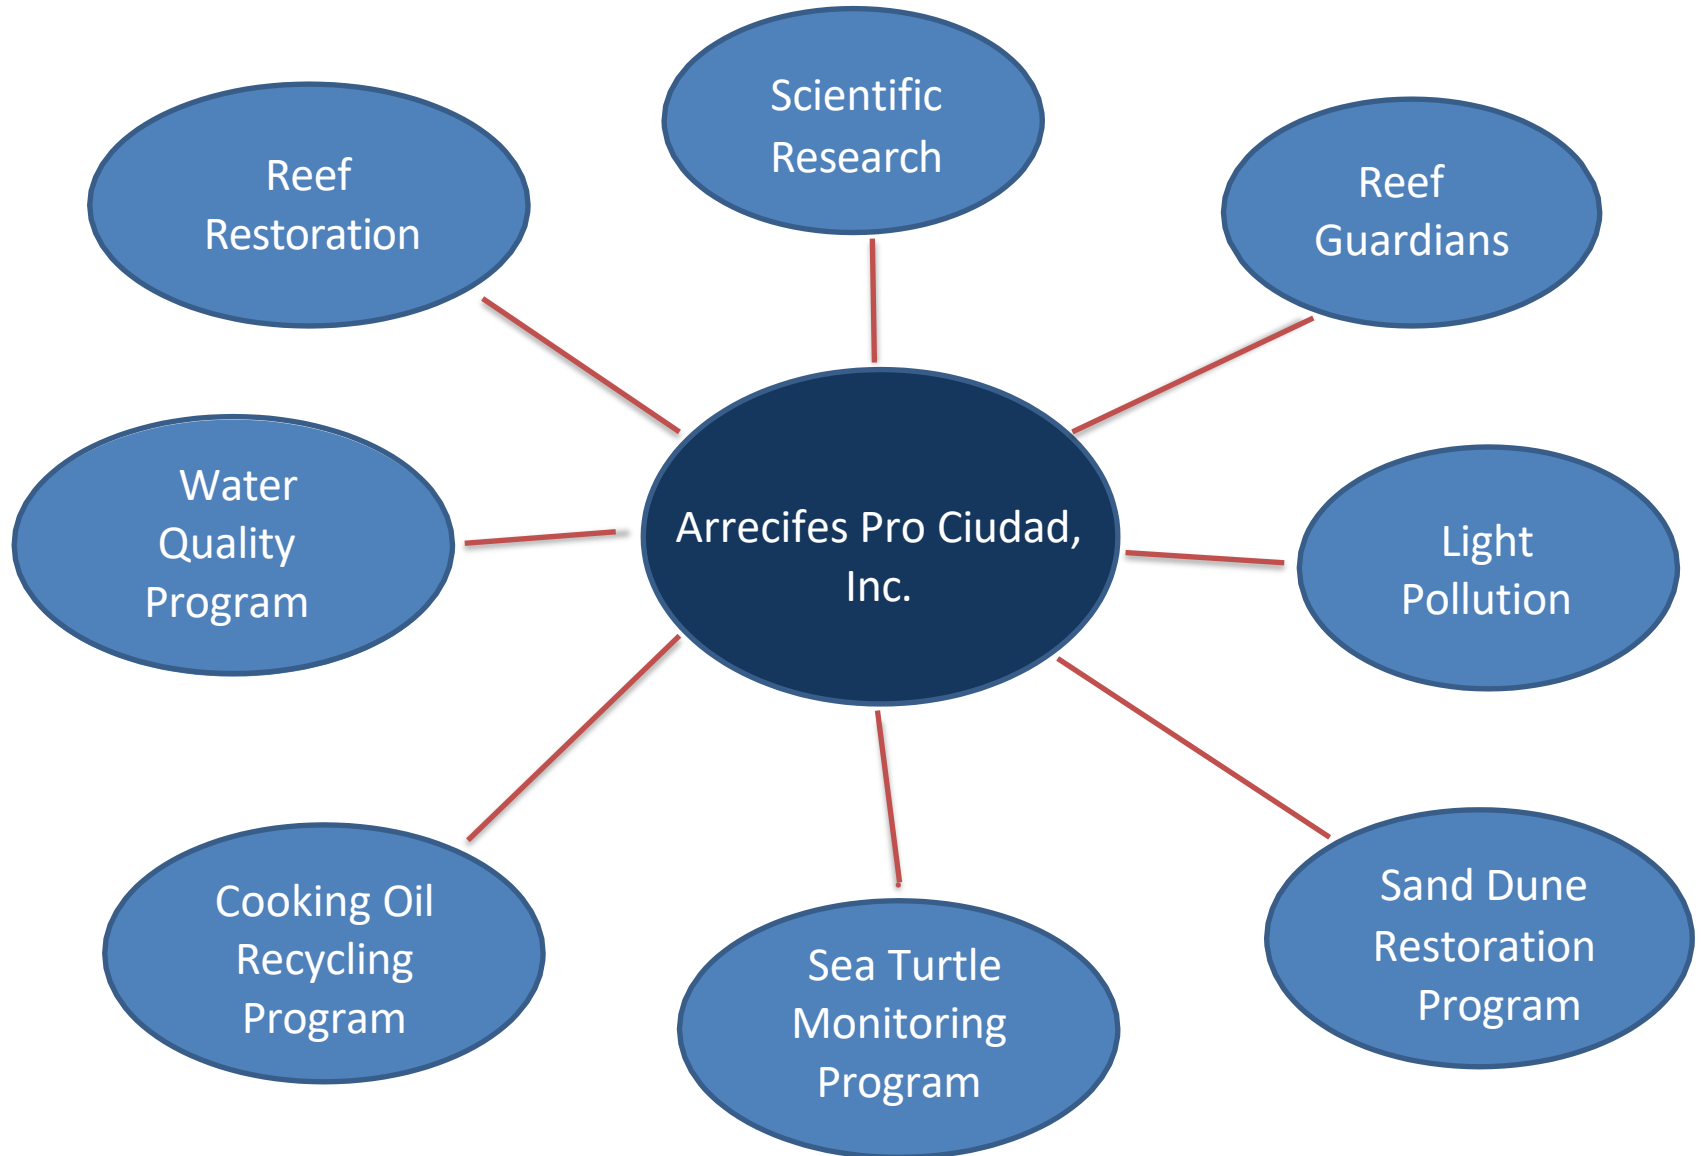 Scientific
Research
Reef
Restoration
Reef
Guardians
Water
Quality
Program
Arrecifes Pro Ciudad,
Inc.
Light
Pollution
Cooking Oil
Recycling
Program
Sea Turtle
Monitoring
Program
Sand Dune
Restoration
Program